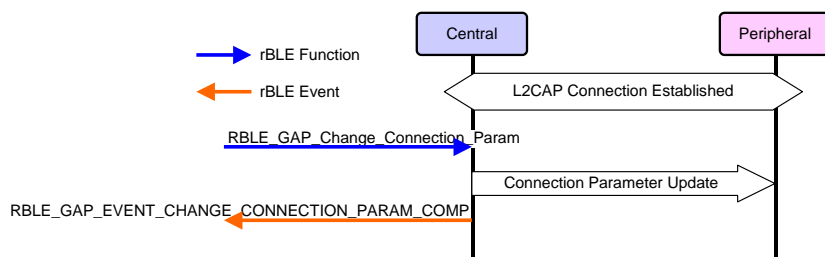 Central
Peripheral
rBLE Function
rBLE Event
L2CAP Connection Established
RBLE_GAP_Change_Connection_Param
Connection Parameter Update
RBLE_GAP_EVENT_CHANGE_CONNECTION_PARAM_COMP